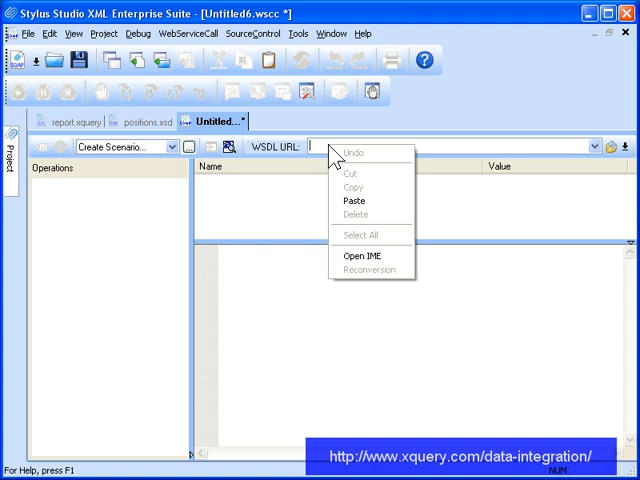 Stylus Studio XML Enterprise Suite - [Untitled6.wscc *]
File Edit View Project Debug WebServiceCall SourceControl Tools Window Help
SOAP
report.xquery positions.xsd Untitled...*
Project
Create Scenario... ... WSDL URL:
Operations Name Value
Undo
Cut
Copy
Paste
Delete
Select All
Open IME
Reconversion
http://www.xquery.com/data-integration/
For Help, press F1 NUM